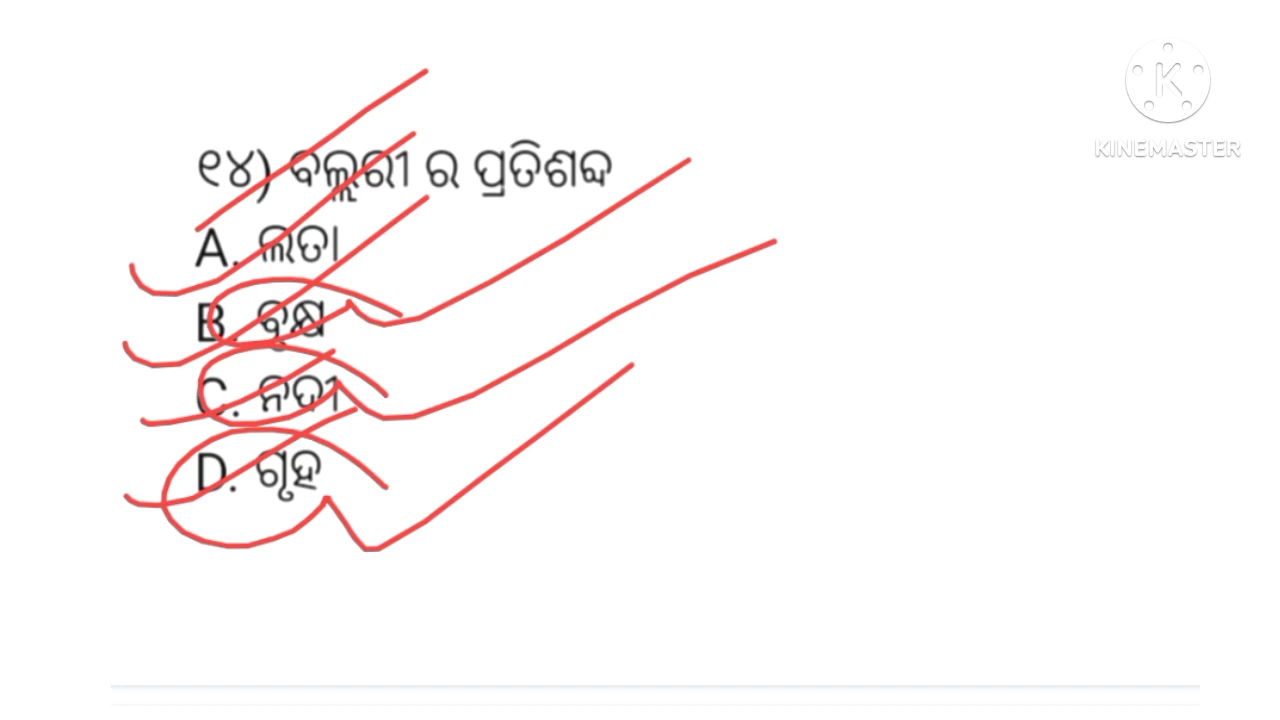 ୧୪) ବଲ୍ଲରୀ ର ପ୍ରତିଶବ୍ଦ
KINEMASTER
A. ଲତା
B. ବୃକ୍ଷ
C. ନଦୀ
D. ଗୃହ